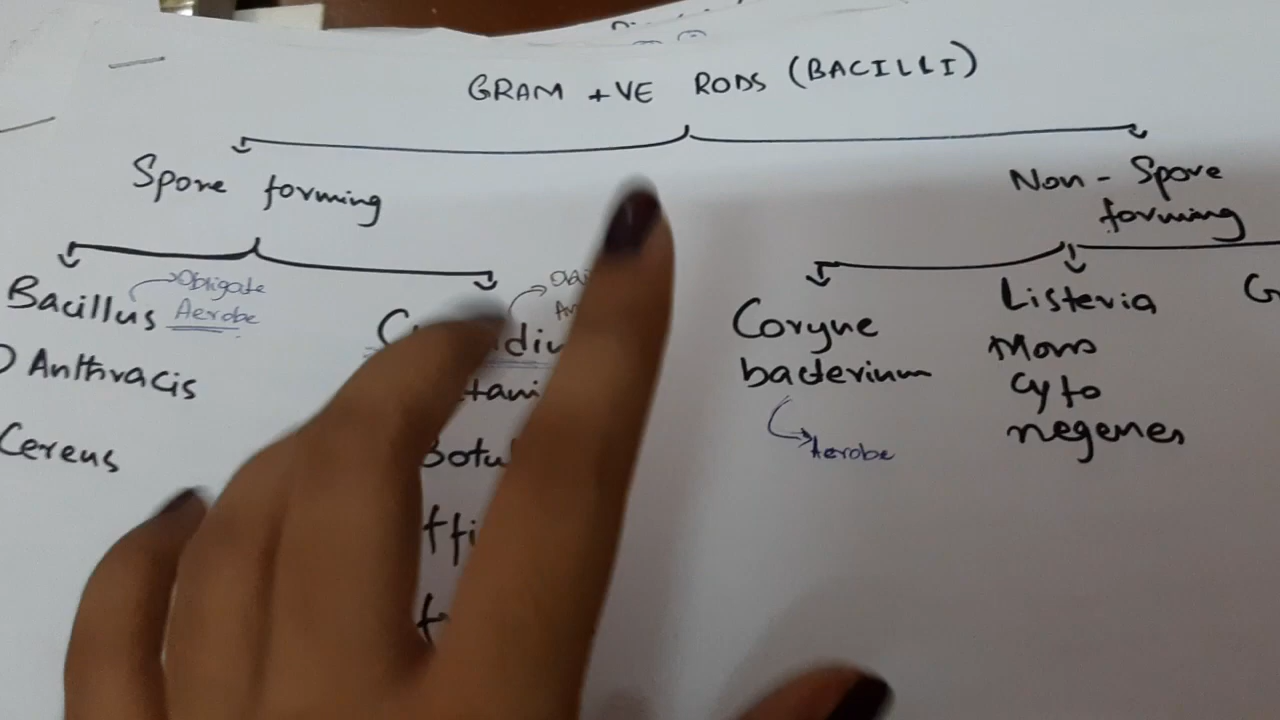 GRAM +VE RODS (BACILLI)
Spore forming
Non - Spore
forming
Bacillus
Obligate
Aerobe
Anthracis
Cereus
Coryne
bacterium
Aerobe
Listeria
Mono
Cyto
negenes